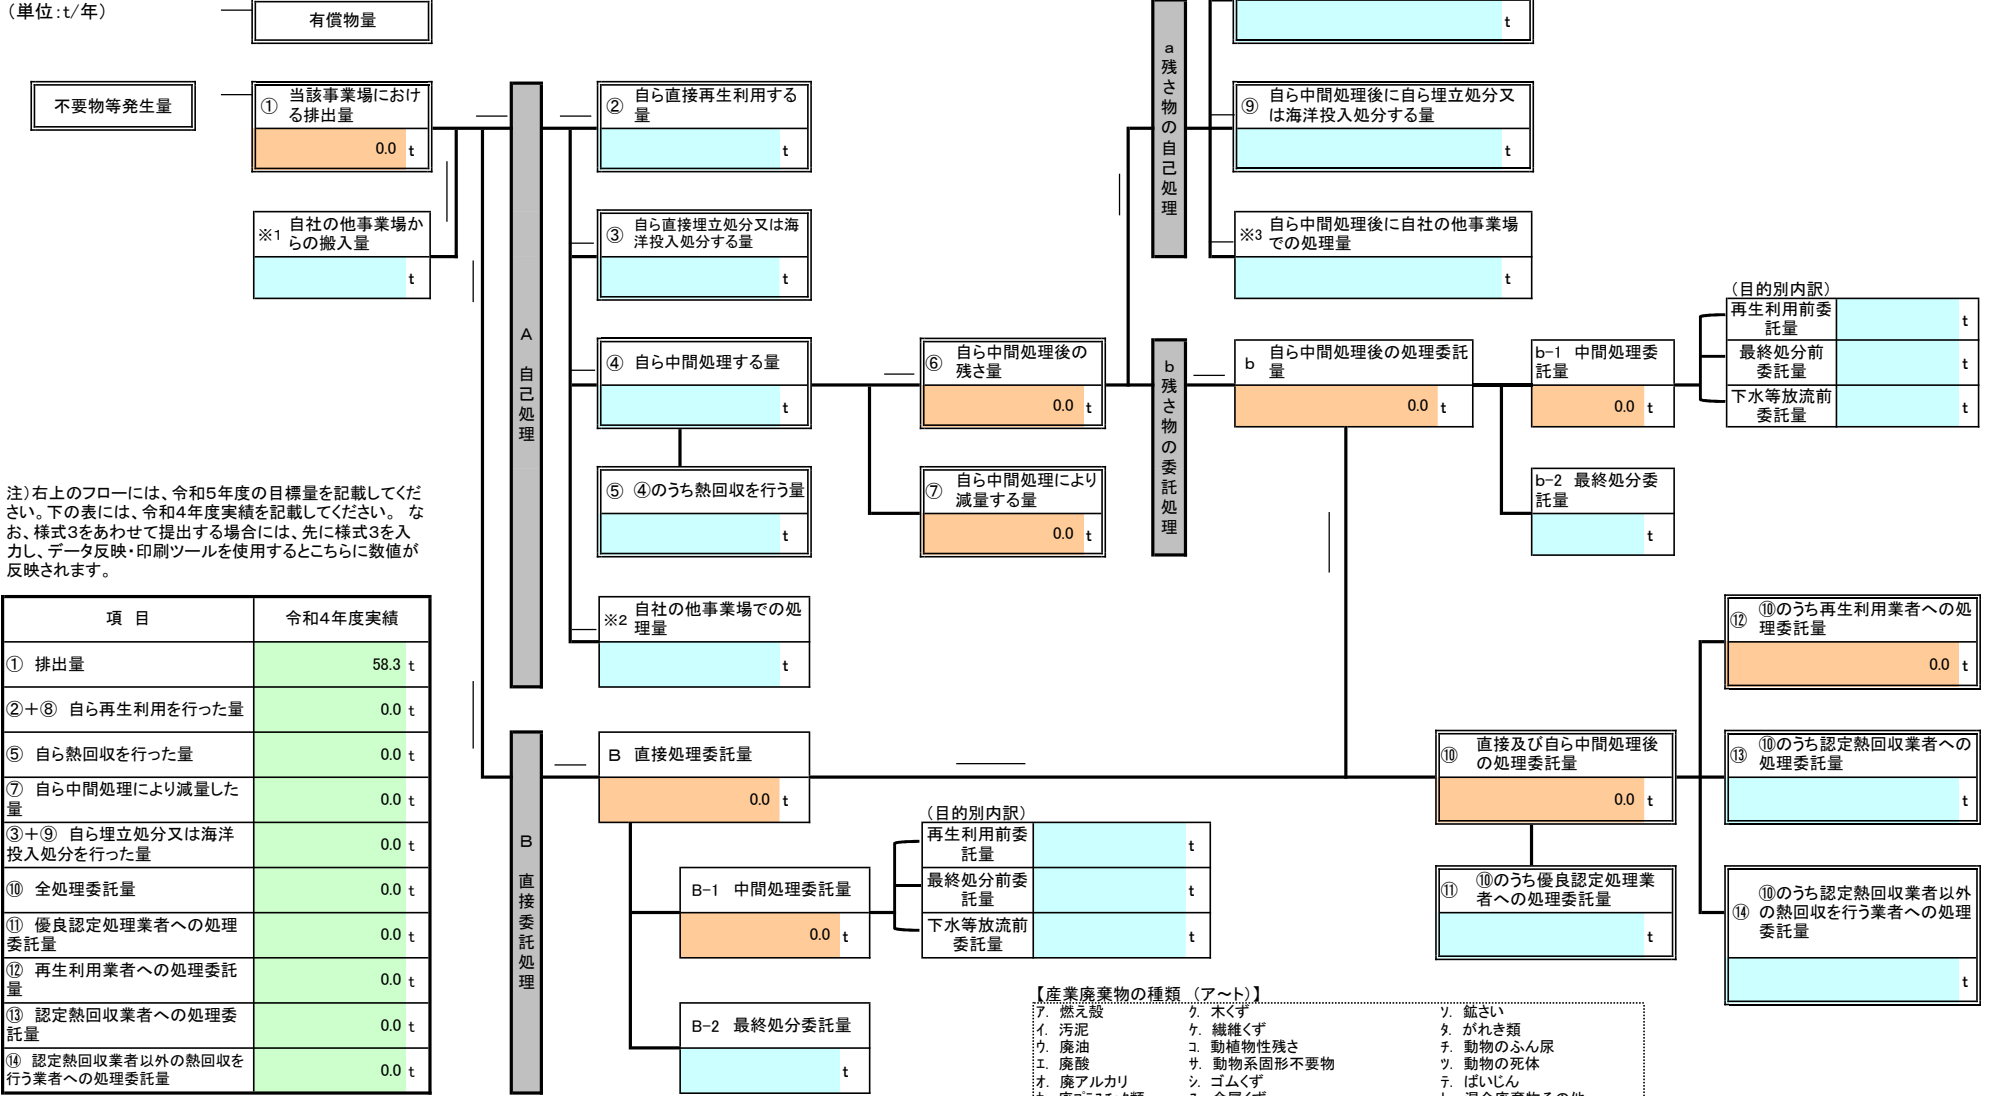 (単位:t/年)
有償物量
t
不要物等発生量
① 当該事業場におけ
る排出量
0.0 t
※1 自社の他事業場か
らの搬入量
t
A 自己処理
② 自ら直接再生利用する
量
t
③ 自ら直接埋立処分又は海
洋投入処分する量
t
④ 自ら中間処理する量
t
⑤ ④のうち熱回収を行う量
t
※2 自社の他事業場での処
理量
t
⑥ 自ら中間処理後の
残さ量
0.0 t
⑦ 自ら中間処理により
減量する量
0.0 t
a 残さ物の自己処理
⑨ 自ら中間処理後に自ら埋立処分又
は海洋投入処分する量
t
※3 自ら中間処理後に自社の他事業場
での処理量
t
b 残さ物の委託処理
b 自ら中間処理後の処理委託
量
0.0 t
b-1 中間処理委
託量
0.0 t
b-2 最終処分委
託量
t
(目的別内訳)
再生利用前委
託量
t
最終処分前
委託量
t
下水等放流前
委託量
t
注)右上のフローには、令和5年度の目標量を記載してくだ
さい。下の表には、令和4年度実績を記載してください。 な
お、様式3をあわせて提出する場合には、先に様式3を入
力し、データ反映・印刷ツールを使用するとこちらに数値が
反映されます。
項 目 令和4年度実績
① 排出量 58.3 t
②+⑧ 自ら再生利用を行った量 0.0 t
⑤ 自ら熱回収を行った量 0.0 t
⑦ 自ら中間処理により減量した
量 0.0 t
③+⑨ 自ら埋立処分又は海洋
投入処分を行った量 0.0 t
⑩ 全処理委託量 0.0 t
⑪ 優良認定処理業者への処理
委託量 0.0 t
⑫ 再生利用業者への処理委託
量 0.0 t
⑬ 認定熱回収業者への処理委
託量 0.0 t
⑭ 認定熱回収業者以外の熱回収を
行う業者への処理委託量 0.0 t
B 直接委託処理
B 直接処理委託量
0.0 t
B-1 中間処理委託量
0.0 t
B-2 最終処分委託量
t
(目的別内訳)
再生利用前委
託量
t
最終処分前委
託量
t
下水等放流前
委託量
t
⑩ 直接及び自ら中間処理後
の処理委託量
0.0 t
⑪ ⑩のうち優良認定処理業
者への処理委託量
t
⑫ ⑩のうち再生利用業者への処
理委託量
0.0 t
⑬ ⑩のうち認定熱回収業者への
処理委託量
t
⑭ ⑩のうち認定熱回収業者以外
の熱回収を行う業者への処理
委託量
t
【産業廃棄物の種類 (ア~ト)】
ア. 燃え殻 ク. 木くず ソ. 鉱さい
イ. 汚泥 ケ. 繊維くず タ. がれき類
ウ. 廃油 コ. 動植物性残さ チ. 動物のふん尿
エ. 廃酸 サ. 動物系固形不要物 ツ. 動物の死体
オ. 廃アルカリ シ. ゴムくず テ. ばいじん